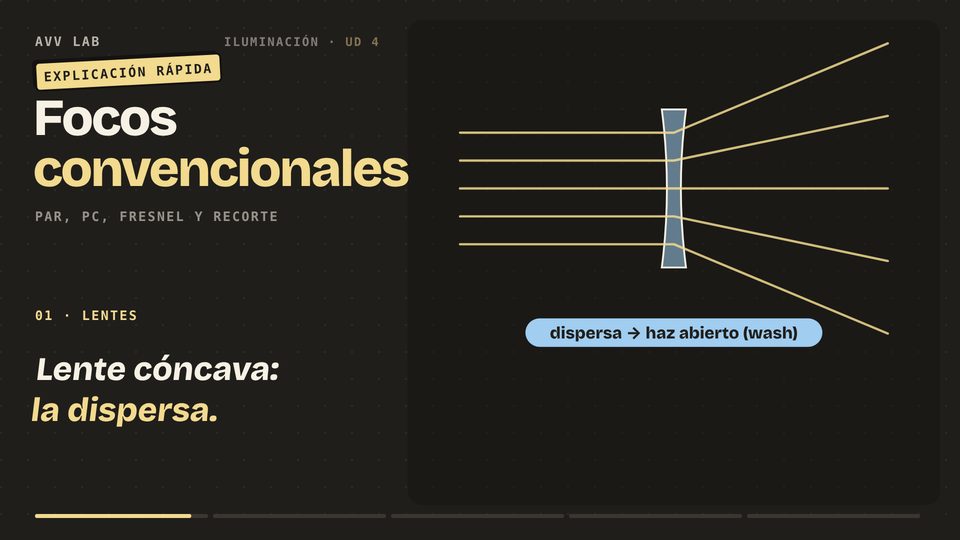 AVV LAB
ILUMINACIÓN · UD 4
EXPLICACIÓN RÁPIDA
Focos
convencionales
PAR, PC, FRESNEL Y RECORTE
01 · LENTES
Lente cóncava:
la dispersa.
dispersa → haz abierto (wash)